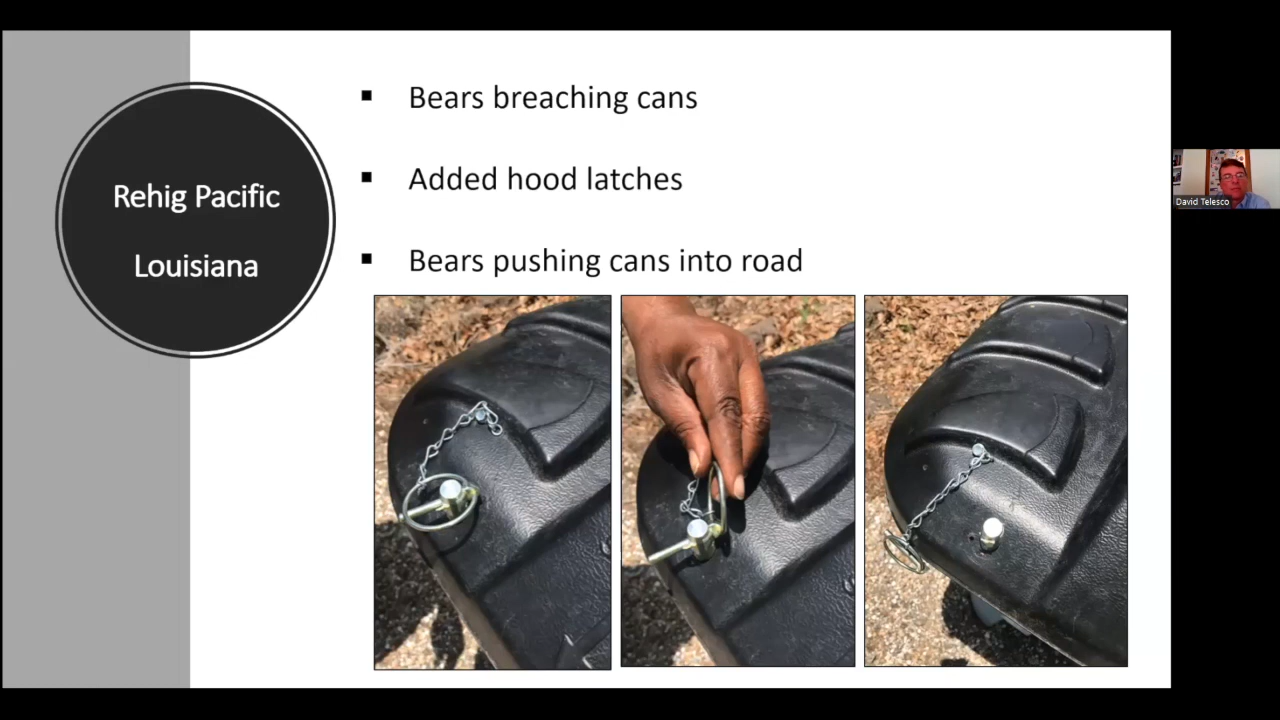 Rehig Pacific
Louisiana
Bears breaching cans
Added hood latches
Bears pushing cans into road
David Telesco